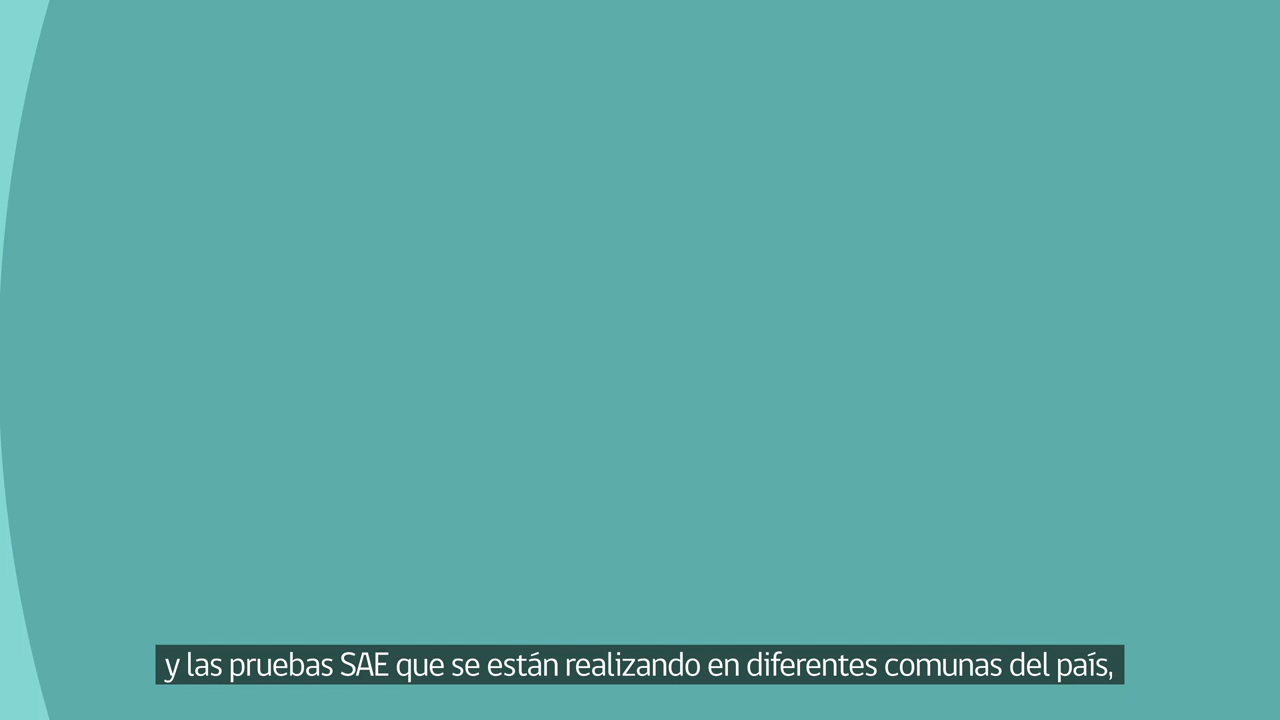 y las pruebas SAE que se están realizando en diferentes comunas del país,